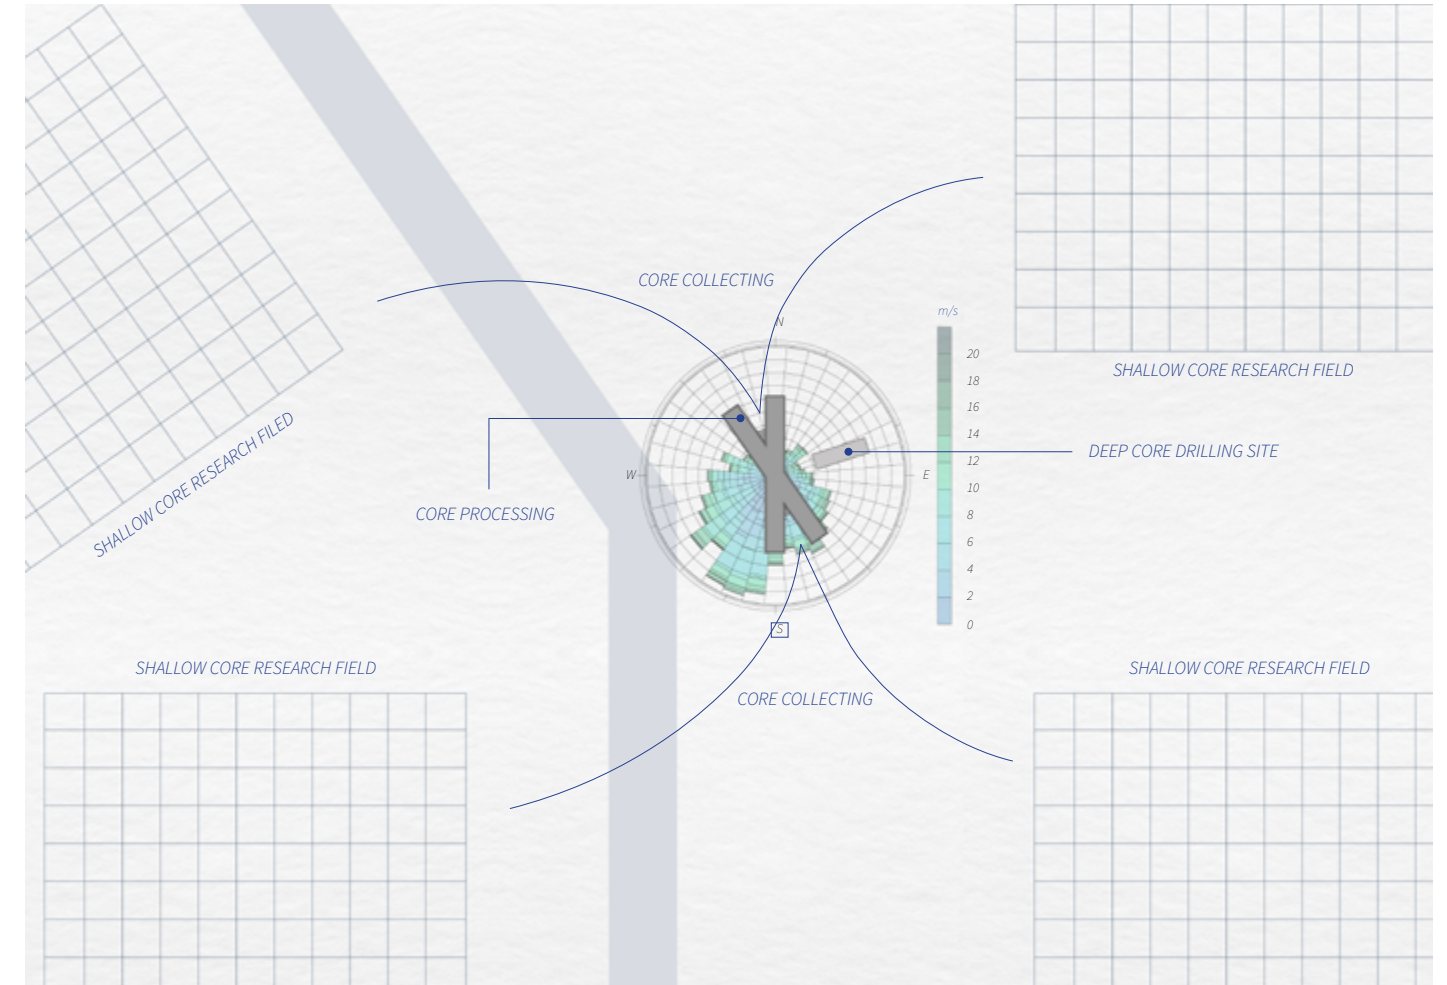 CORE COLLECTING
m/s
N
20
SHALLOW CORE RESEARCH FIELD
18
16
14
SHALLOW CORE RESEARCH FILED
DEEP CORE DRILLING SITE
12
W
E
10
CORE PROCESSING
8
6
4
2
0
S
SHALLOW CORE RESEARCH FIELD
SHALLOW CORE RESEARCH FIELD
CORE COLLECTING